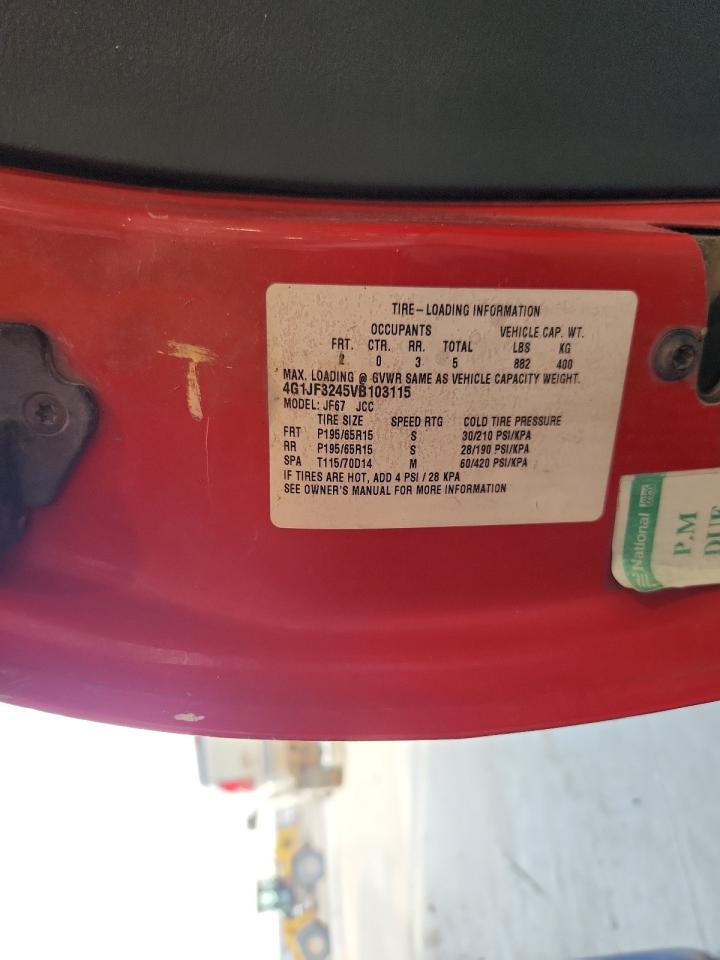 TIRE-LOADING INFORMATION
OCCUPANTS VEHICLE CAP. WT.
FRT. CTR. RR. TOTAL LBS KG
2 0 3 5 882 400
MAX. LOADING @ GVWR SAME AS VEHICLE CAPACITY WEIGHT.
4G1JF3245VB103115
MODEL: JF67 JCC
TIRE SIZE SPEED RTG COLD TIRE PRESSURE
FRT P195/65R15 S 30/210 PSI/KPA
RR P195/65R15 S 28/190 PSI/KPA
SPA T115/70D14 M 60/420 PSI/KPA
IF TIRES ARE HOT, ADD 4 PSI / 28 KPA
SEE OWNER'S MANUAL FOR MORE INFORMATION
National
P.M
DUE